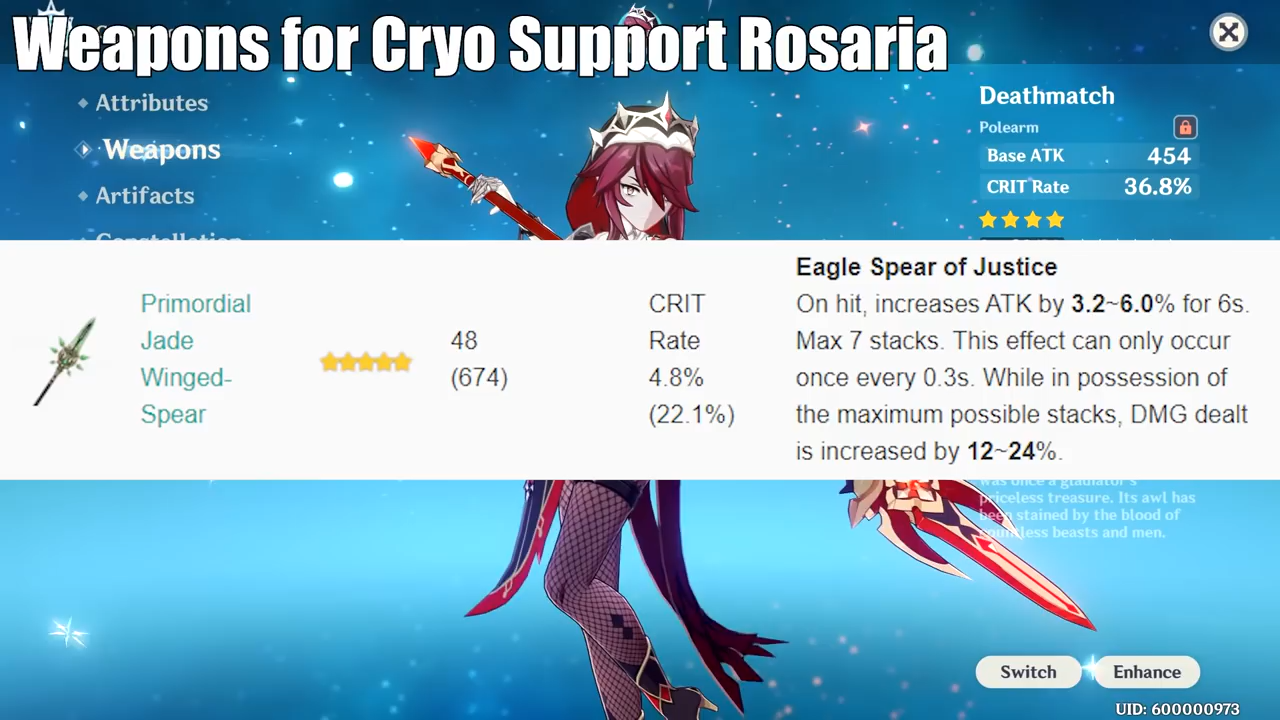 Weapons for Cryo Support Rosaria
Attributes
Weapons
Artifacts
Constellation
Deathmatch
Polearm
Base ATK 454
CRIT Rate 36.8%
Primordial
Jade
Winged-
Spear
48
(674)
CRIT
Rate
4.8%
(22.1%)
Eagle Spear of Justice
On hit, increases ATK by 3.2~6.0% for 6s.
Max 7 stacks. This effect can only occur
once every 0.3s. While in possession of
the maximum possible stacks, DMG dealt
is increased by 12~24%.
was once a gladiator's
priceless treasure. Its awl has
been stained by the blood of
countless beasts and men.
Switch
Enhance
UID: 600000973